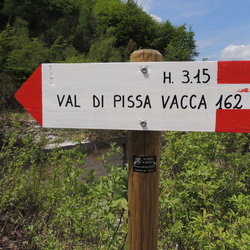 H. 3.15
VAL DI PISSA VACCA 162